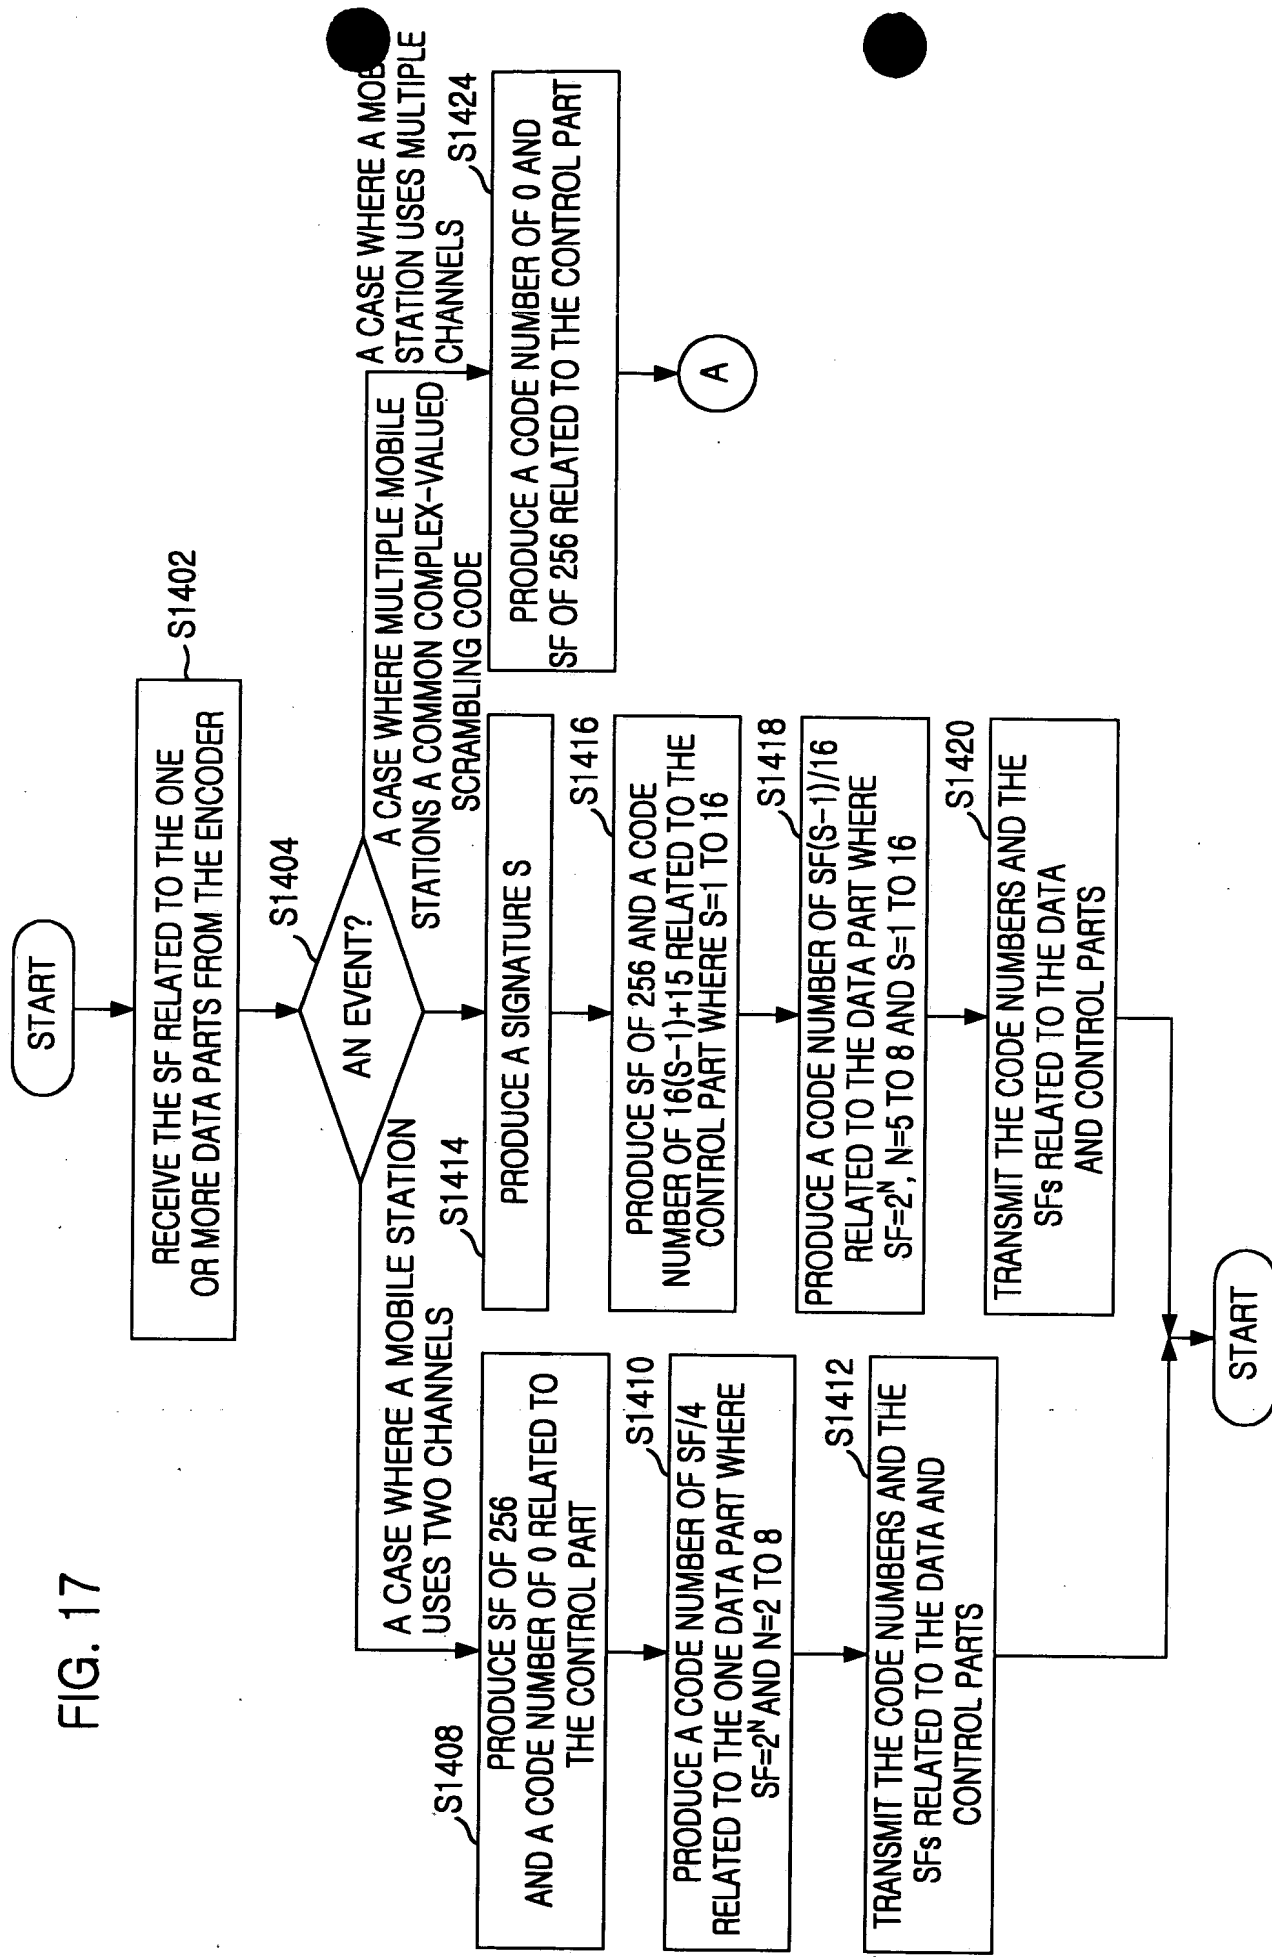 FIG. 17
START
RECEIVE THE SF RELATED TO THE ONE
OR MORE DATA PARTS FROM THE ENCODER
S1402
AN EVENT?
S1404
A CASE WHERE A MOBILE STATION
USES TWO CHANNELS
S1408
PRODUCE SF OF 256
AND A CODE NUMBER OF 0 RELATED TO
THE CONTROL PART
S1410
PRODUCE A CODE NUMBER OF SF/4
RELATED TO THE ONE DATA PART WHERE
SF=2^N AND N=2 TO 8
S1412
TRANSMIT THE CODE NUMBERS AND THE
SFs RELATED TO THE DATA AND
CONTROL PARTS
A CASE WHERE MULTIPLE MOBILE
STATIONS A COMMON COMPLEX-VALUED
SCRAMBLING CODE
S1414
PRODUCE A SIGNATURE S
S1416
PRODUCE SF OF 256 AND A CODE
NUMBER OF 16(S-1)+15 RELATED TO THE
CONTROL PART WHERE S=1 TO 16
S1418
PRODUCE A CODE NUMBER OF SF(S-1)/16
RELATED TO THE DATA PART WHERE
SF=2^N, N=5 TO 8 AND S=1 TO 16
S1420
TRANSMIT THE CODE NUMBERS AND THE
SFs RELATED TO THE DATA
AND CONTROL PARTS
A CASE WHERE A MOB
STATION USES MULTIPLE
CHANNELS
S1424
PRODUCE A CODE NUMBER OF 0 AND
SF OF 256 RELATED TO THE CONTROL PART
A
START